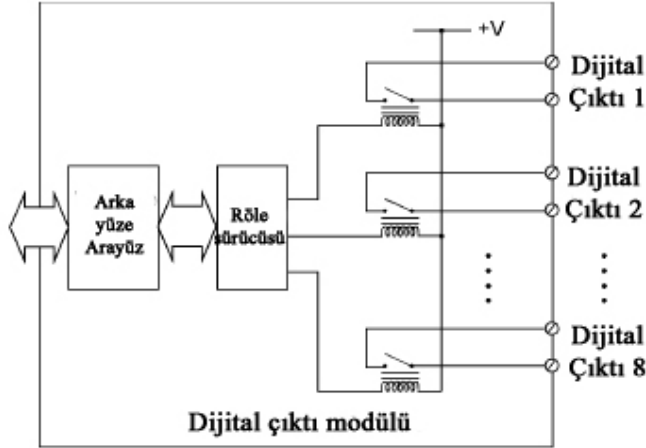 +V
Dijital
Çıktı 1
Arka
yüze
Arayüz
Röle
sürücüsü
Dijital
Çıktı 2
Dijital
Çıktı 8
Dijital çıktı modülü